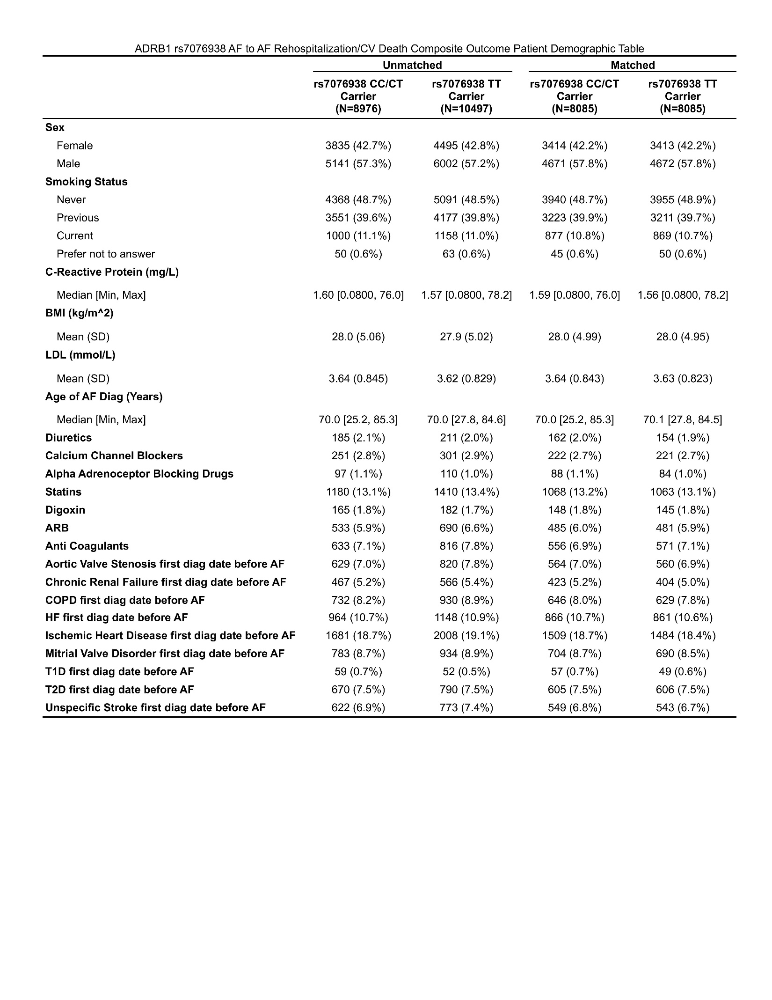 ADRB1 rs7076938 AF to AF Rehospitalization/CV Death Composite Outcome Patient Demographic Table
Unmatched Matched
rs7076938 CC/CT rs7076938 TT rs7076938 CC/CT rs7076938 TT
Carrier Carrier Carrier Carrier
(N=8976) (N=10497) (N=8085) (N=8085)
Sex
Female 3835 (42.7%) 4495 (42.8%) 3414 (42.2%) 3413 (42.2%)
Male 5141 (57.3%) 6002 (57.2%) 4671 (57.8%) 4672 (57.8%)
Smoking Status
Never 4368 (48.7%) 5091 (48.5%) 3940 (48.7%) 3955 (48.9%)
Previous 3551 (39.6%) 4177 (39.8%) 3223 (39.9%) 3211 (39.7%)
Current 1000 (11.1%) 1158 (11.0%) 877 (10.8%) 869 (10.7%)
Prefer not to answer 50 (0.6%) 63 (0.6%) 45 (0.6%) 50 (0.6%)
C-Reactive Protein (mg/L)
Median [Min, Max] 1.60 [0.0800, 76.0] 1.57 [0.0800, 78.2] 1.59 [0.0800, 76.0] 1.56 [0.0800, 78.2]
BMI (kg/m^2)
Mean (SD) 28.0 (5.06) 27.9 (5.02) 28.0 (4.99) 28.0 (4.95)
LDL (mmol/L)
Mean (SD) 3.64 (0.845) 3.62 (0.829) 3.64 (0.843) 3.63 (0.823)
Age of AF Diag (Years)
Median [Min, Max] 70.0 [25.2, 85.3] 70.0 [27.8, 84.6] 70.0 [25.2, 85.3] 70.1 [27.8, 84.5]
Diuretics 185 (2.1%) 211 (2.0%) 162 (2.0%) 154 (1.9%)
Calcium Channel Blockers 251 (2.8%) 301 (2.9%) 222 (2.7%) 221 (2.7%)
Alpha Adrenoceptor Blocking Drugs 97 (1.1%) 110 (1.0%) 88 (1.1%) 84 (1.0%)
Statins 1180 (13.1%) 1410 (13.4%) 1068 (13.2%) 1063 (13.1%)
Digoxin 165 (1.8%) 182 (1.7%) 148 (1.8%) 145 (1.8%)
ARB 533 (5.9%) 690 (6.6%) 485 (6.0%) 481 (5.9%)
Anti Coagulants 633 (7.1%) 816 (7.8%) 556 (6.9%) 571 (7.1%)
Aortic Valve Stenosis first diag date before AF 629 (7.0%) 820 (7.8%) 564 (7.0%) 560 (6.9%)
Chronic Renal Failure first diag date before AF 467 (5.2%) 566 (5.4%) 423 (5.2%) 404 (5.0%)
COPD first diag date before AF 732 (8.2%) 930 (8.9%) 646 (8.0%) 629 (7.8%)
HF first diag date before AF 964 (10.7%) 1148 (10.9%) 866 (10.7%) 861 (10.6%)
Ischemic Heart Disease first diag date before AF 1681 (18.7%) 2008 (19.1%) 1509 (18.7%) 1484 (18.4%)
Mitrial Valve Disorder first diag date before AF 783 (8.7%) 934 (8.9%) 704 (8.7%) 690 (8.5%)
T1D first diag date before AF 59 (0.7%) 52 (0.5%) 57 (0.7%) 49 (0.6%)
T2D first diag date before AF 670 (7.5%) 790 (7.5%) 605 (7.5%) 606 (7.5%)
Unspecific Stroke first diag date before AF 622 (6.9%) 773 (7.4%) 549 (6.8%) 543 (6.7%)